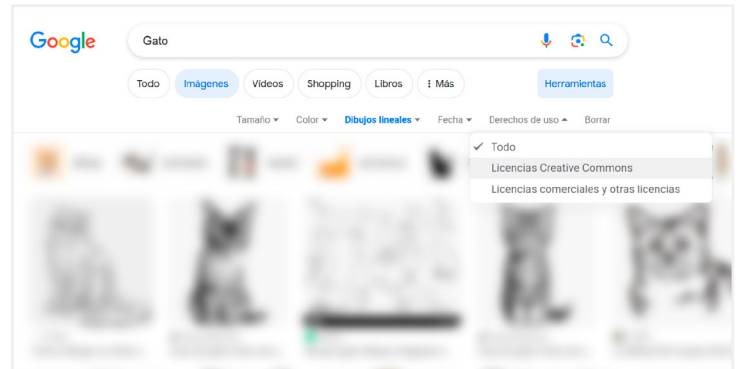 Google
Gato
Todo Imágenes Vídeos Shopping Libros Más Herramientas
Tamaño Color Dibujos lineales Fecha Derechos de uso Borrar
Todo
Licencias Creative Commons
Licencias comerciales y otras licencias